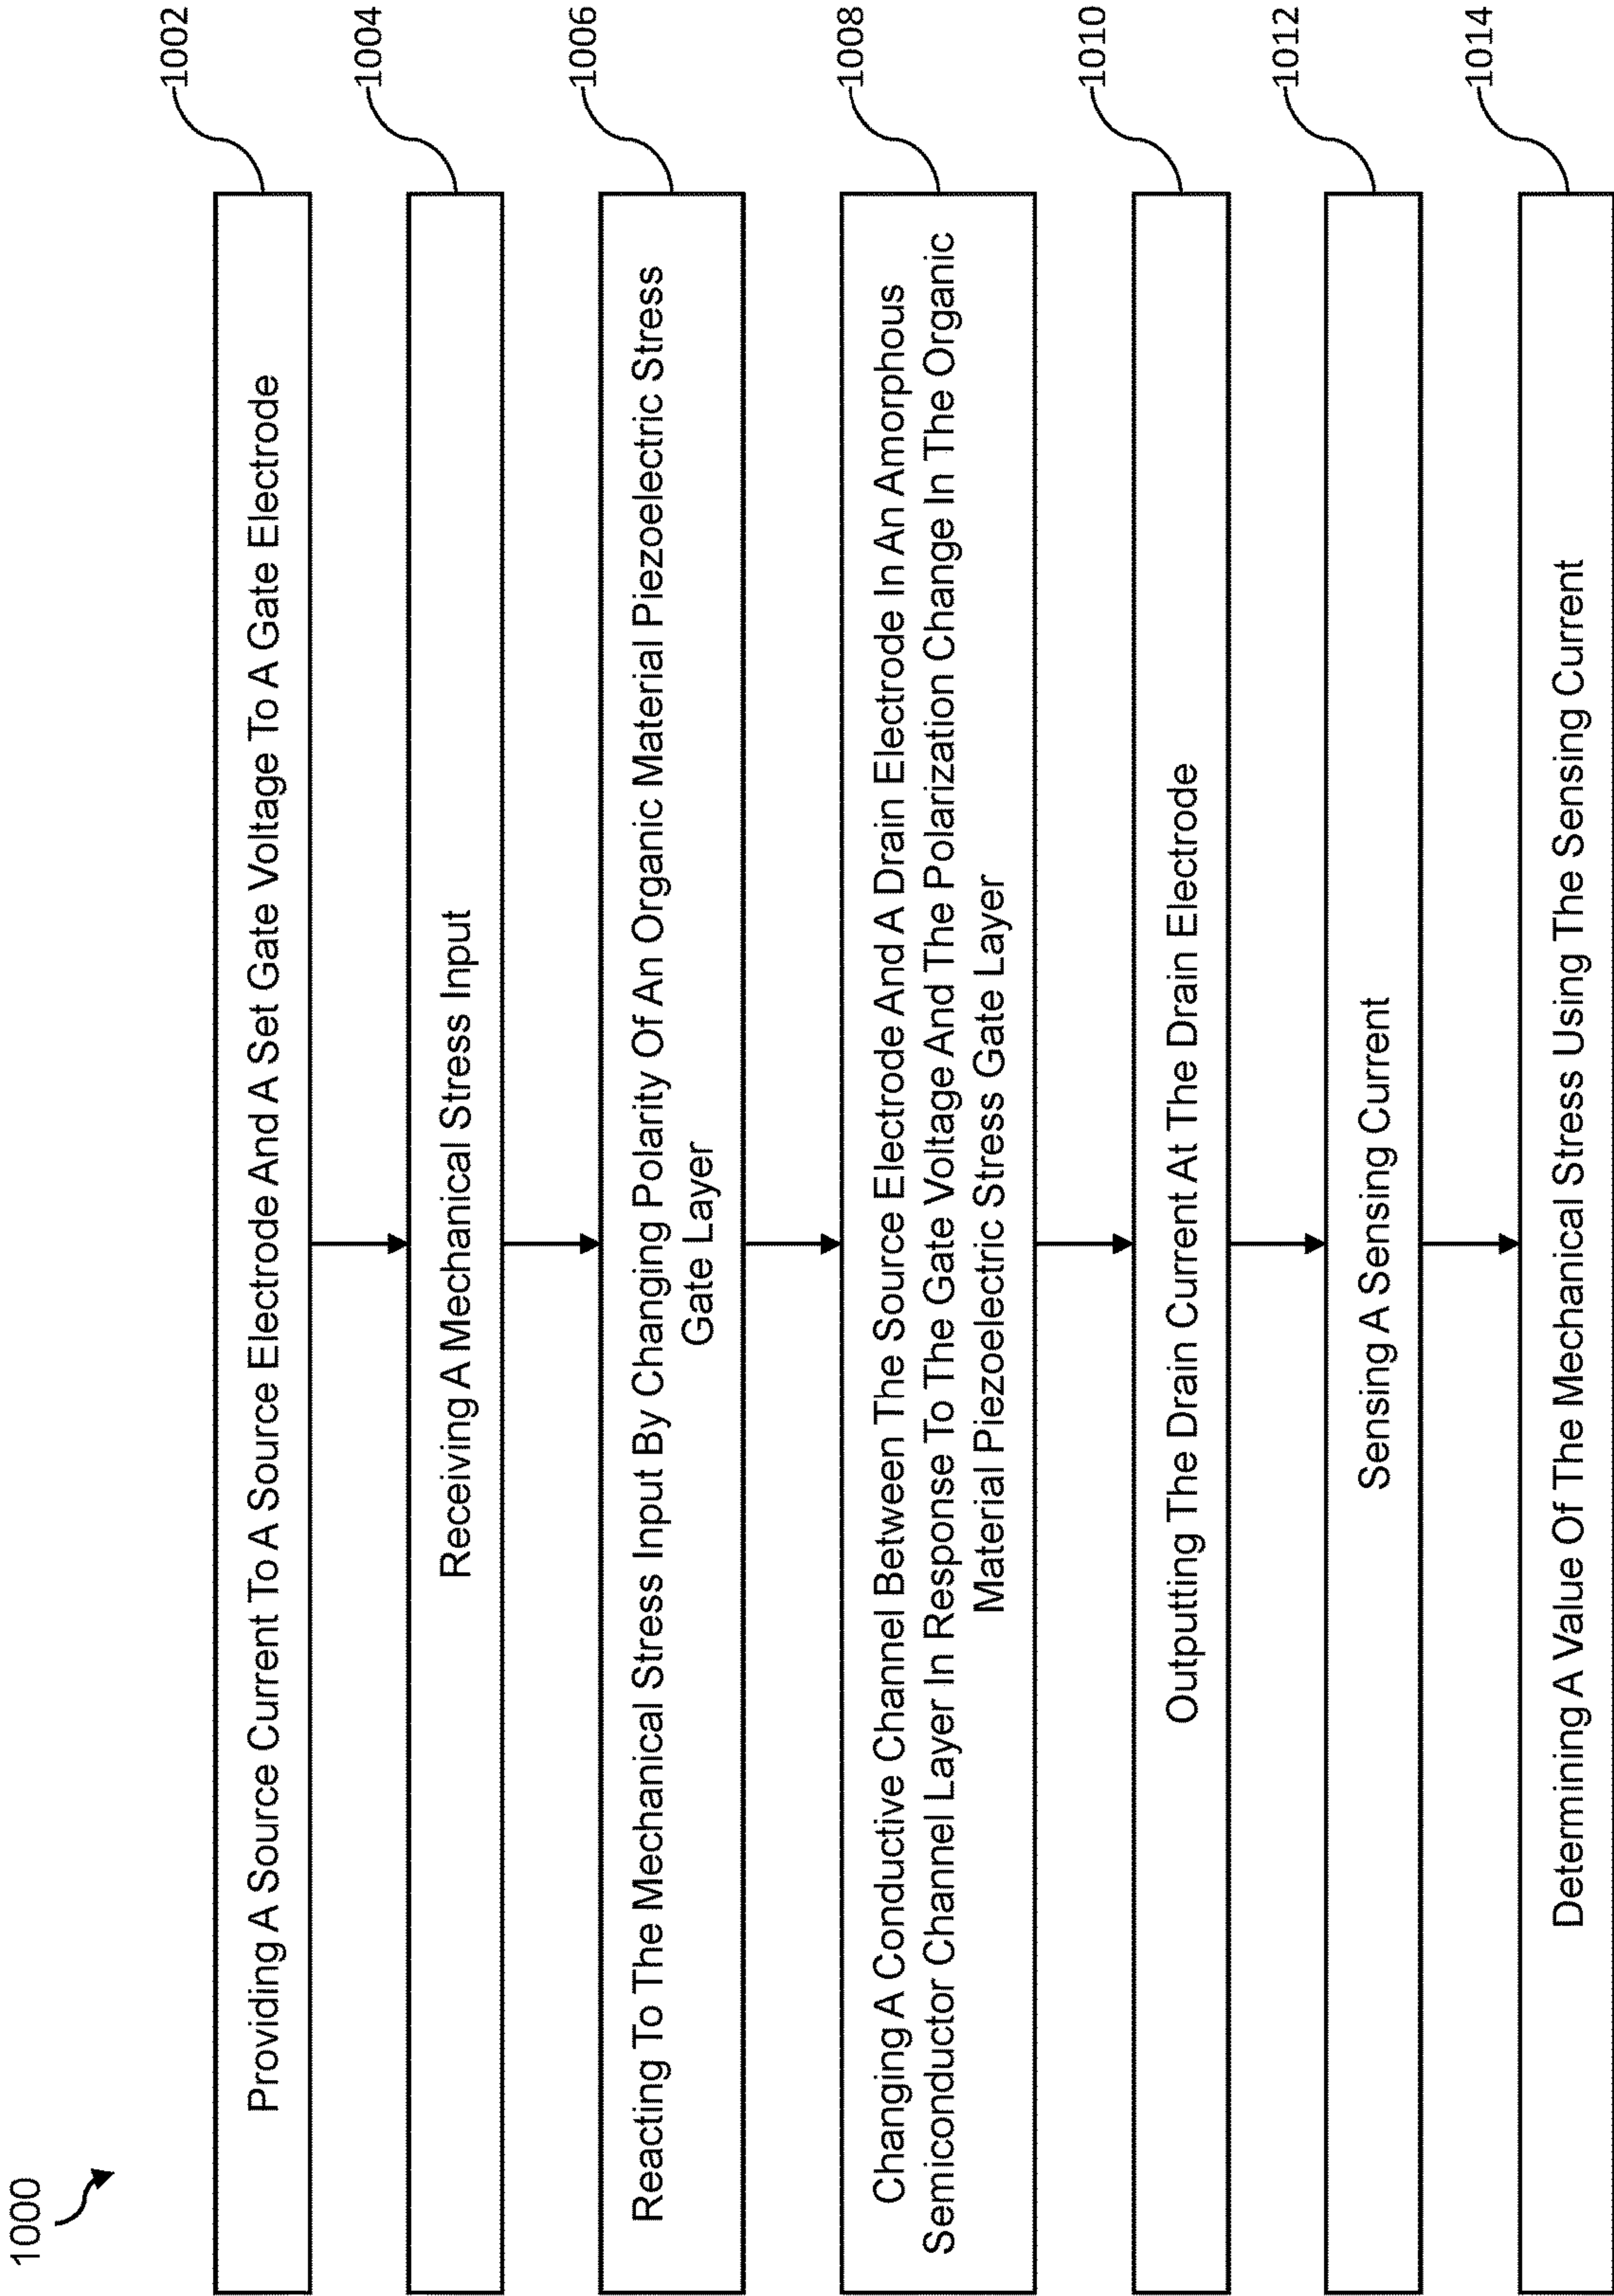 1000
1002
Providing A Source Current To A Source Electrode And A Set Gate Voltage To A Gate Electrode
1004
Receiving A Mechanical Stress Input
1006
Reacting To The Mechanical Stress Input By Changing Polarity Of An Organic Material Piezoelectric Stress
Gate Layer
1008
Changing A Conductive Channel Between The Source Electrode And A Drain Electrode In An Amorphous
Semiconductor Channel Layer In Response To The Gate Voltage And The Polarization Change In The Organic
Material Piezoelectric Stress Gate Layer
1010
Outputting The Drain Current At The Drain Electrode
1012
Sensing A Sensing Current
1014
Determining A Value Of The Mechanical Stress Using The Sensing Current